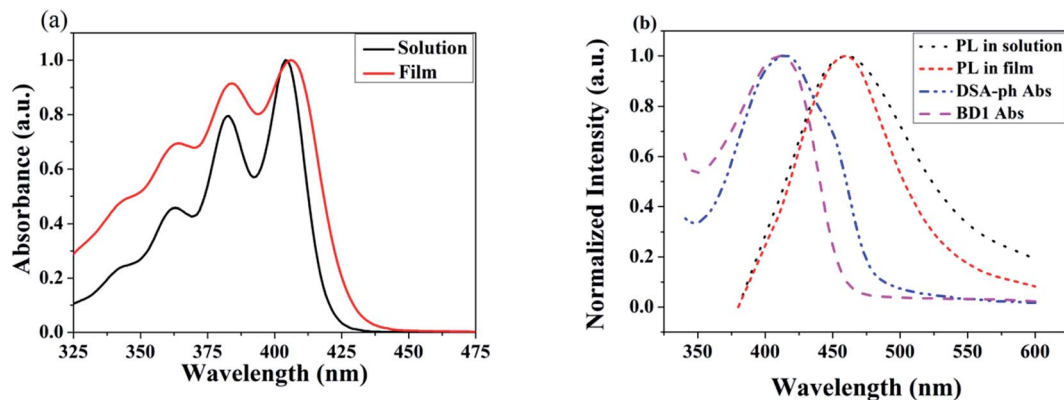 (a)
Solution
Film
Absorbance (a.u.)
1.0
0.8
0.6
0.4
0.2
0.0
325 350 375 400 425 450 475
Wavelength (nm)
(b)
PL in solution
PL in film
DSA-ph Abs
BD1 Abs
Normalized Intensity (a.u.)
1.0
0.8
0.6
0.4
0.2
0.0
350 400 450 500 550 600
Wavelength (nm)